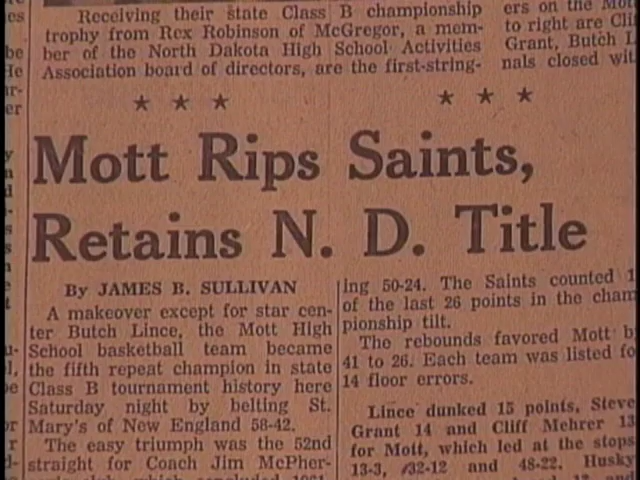 Receiving their state Class B championship
trophy from Rex Robinson of McGregor, a mem-
ber of the North Dakota High School Activities
Association board of directors, are the first-string-
ers on the Mott
to right are Cli
Grant, Butch L
nals closed wit
★ ★ ★ ★ ★ ★
Mott Rips Saints,
Retains N. D. Title
By JAMES B. SULLIVAN
A makeover except for star cen-
ter Butch Lince, the Mott High
School basketball team became
the fifth repeat champion in state
Class B tournament history here
Saturday night by belting St.
Mary's of New England 58-42.
The easy triumph was the 52nd
straight for Coach Jim McPher-
ing 50-24. The Saints counted 1
of the last 26 points in the cham
pionship tilt.
The rebounds favored Mott b
41 to 26. Each team was listed fo
14 floor errors.
Lince dunked 15 points, Steve
Grant 14 and Cliff Mehrer 13
for Mott, which led at the stops
13-3, 32-12 and 48-22. Husky